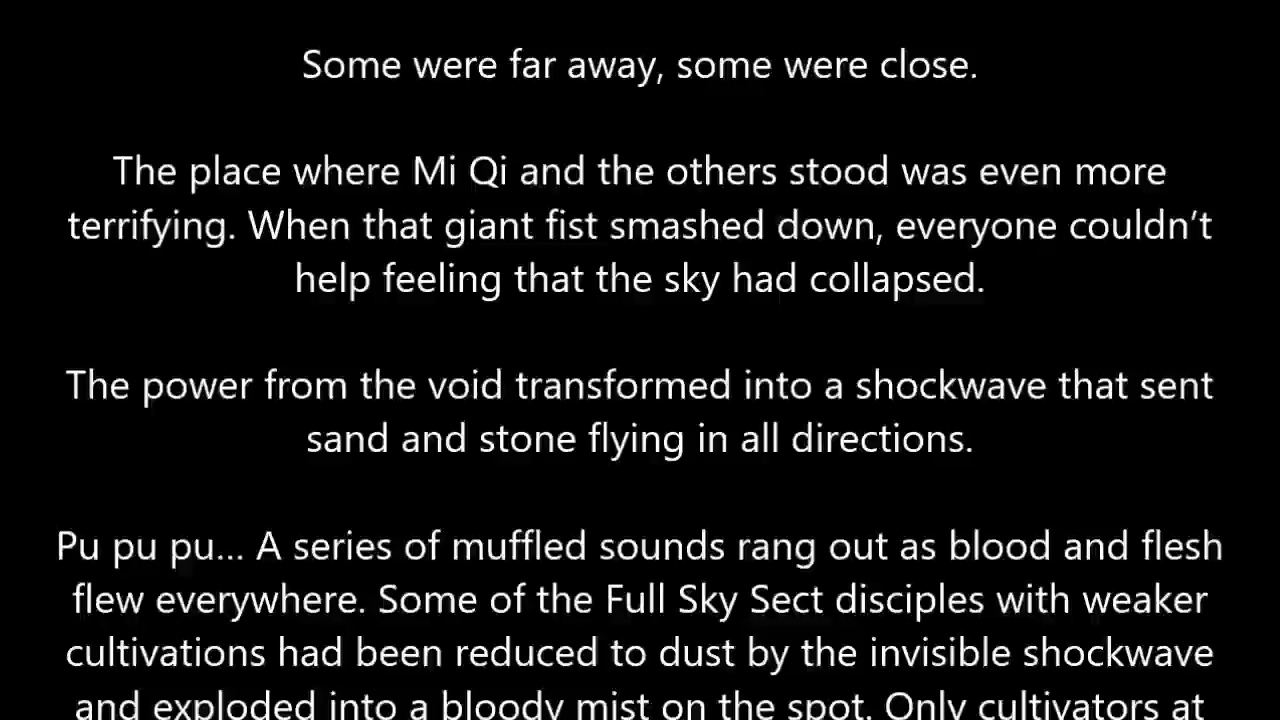 Some were far away, some were close.
The place where Mi Qi and the others stood was even more
terrifying. When that giant fist smashed down, everyone couldn’t
help feeling that the sky had collapsed.
The power from the void transformed into a shockwave that sent
sand and stone flying in all directions.
Pu pu pu... A series of muffled sounds rang out as blood and flesh
flew everywhere. Some of the Full Sky Sect disciples with weaker
cultivations had been reduced to dust by the invisible shockwave
and exploded into a bloody mist on the spot. Only cultivators at